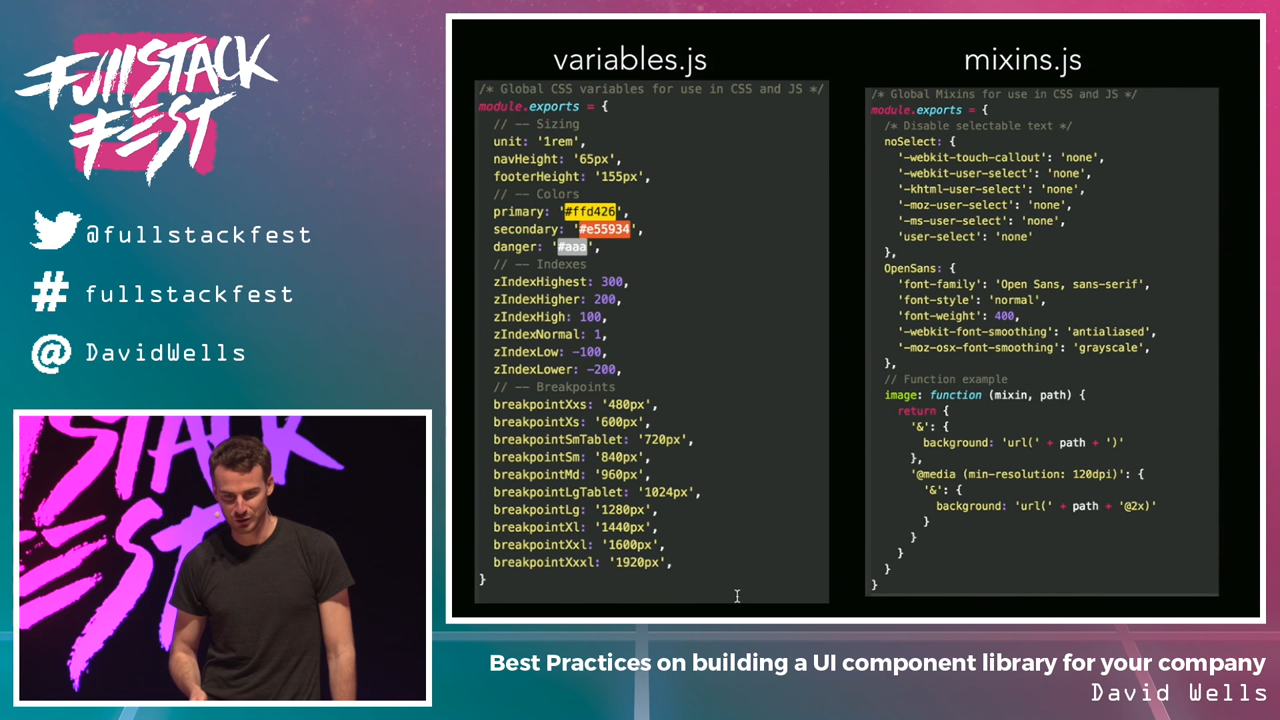 FullSTACK
FEST
@fullstackfest
# fullstackfest
@ DavidWells
STACK
FEST
variables.js
/* Global CSS variables for use in CSS and JS */
module.exports = {
// –– Sizing
unit: '1rem',
navHeight: '65px',
footerHeight: '155px',
// –– Colors
primary: '#ffd426',
secondary: '#e55934',
danger: '#aaa',
// –– Indexes
zIndexHighest: 300,
zIndexHigher: 200,
zIndexHigh: 100,
zIndexNormal: 1,
zIndexLow: -100,
zIndexLower: -200,
// –– Breakpoints
breakpointXxs: '480px',
breakpointXs: '600px',
breakpointSmTablet: '720px',
breakpointSm: '840px',
breakpointMd: '960px',
breakpointLgTablet: '1024px',
breakpointLg: '1280px',
breakpointXl: '1440px',
breakpointXxl: '1600px',
breakpointXxxl: '1920px',
}
mixins.js
/* Global Mixins for use in CSS and JS */
module.exports = {
/* Disable selectable text */
noSelect: {
'-webkit-touch-callout': 'none',
'-webkit-user-select': 'none',
'-khtml-user-select': 'none',
'-moz-user-select': 'none',
'-ms-user-select': 'none',
'user-select': 'none'
},
OpenSans: {
'font-family': 'Open Sans, sans-serif',
'font-style': 'normal',
'font-weight': 400,
'-webkit-font-smoothing': 'antialiased',
'-moz-osx-font-smoothing': 'grayscale',
},
// Function example
image: function (mixin, path) {
return {
'&': {
background: 'url(' + path + ')'
},
'@media (min-resolution: 120dpi)': {
'&': {
background: 'url(' + path + '@2x)'
}
}
}
}
}
Best Practices on building a UI component library for your company
David Wells